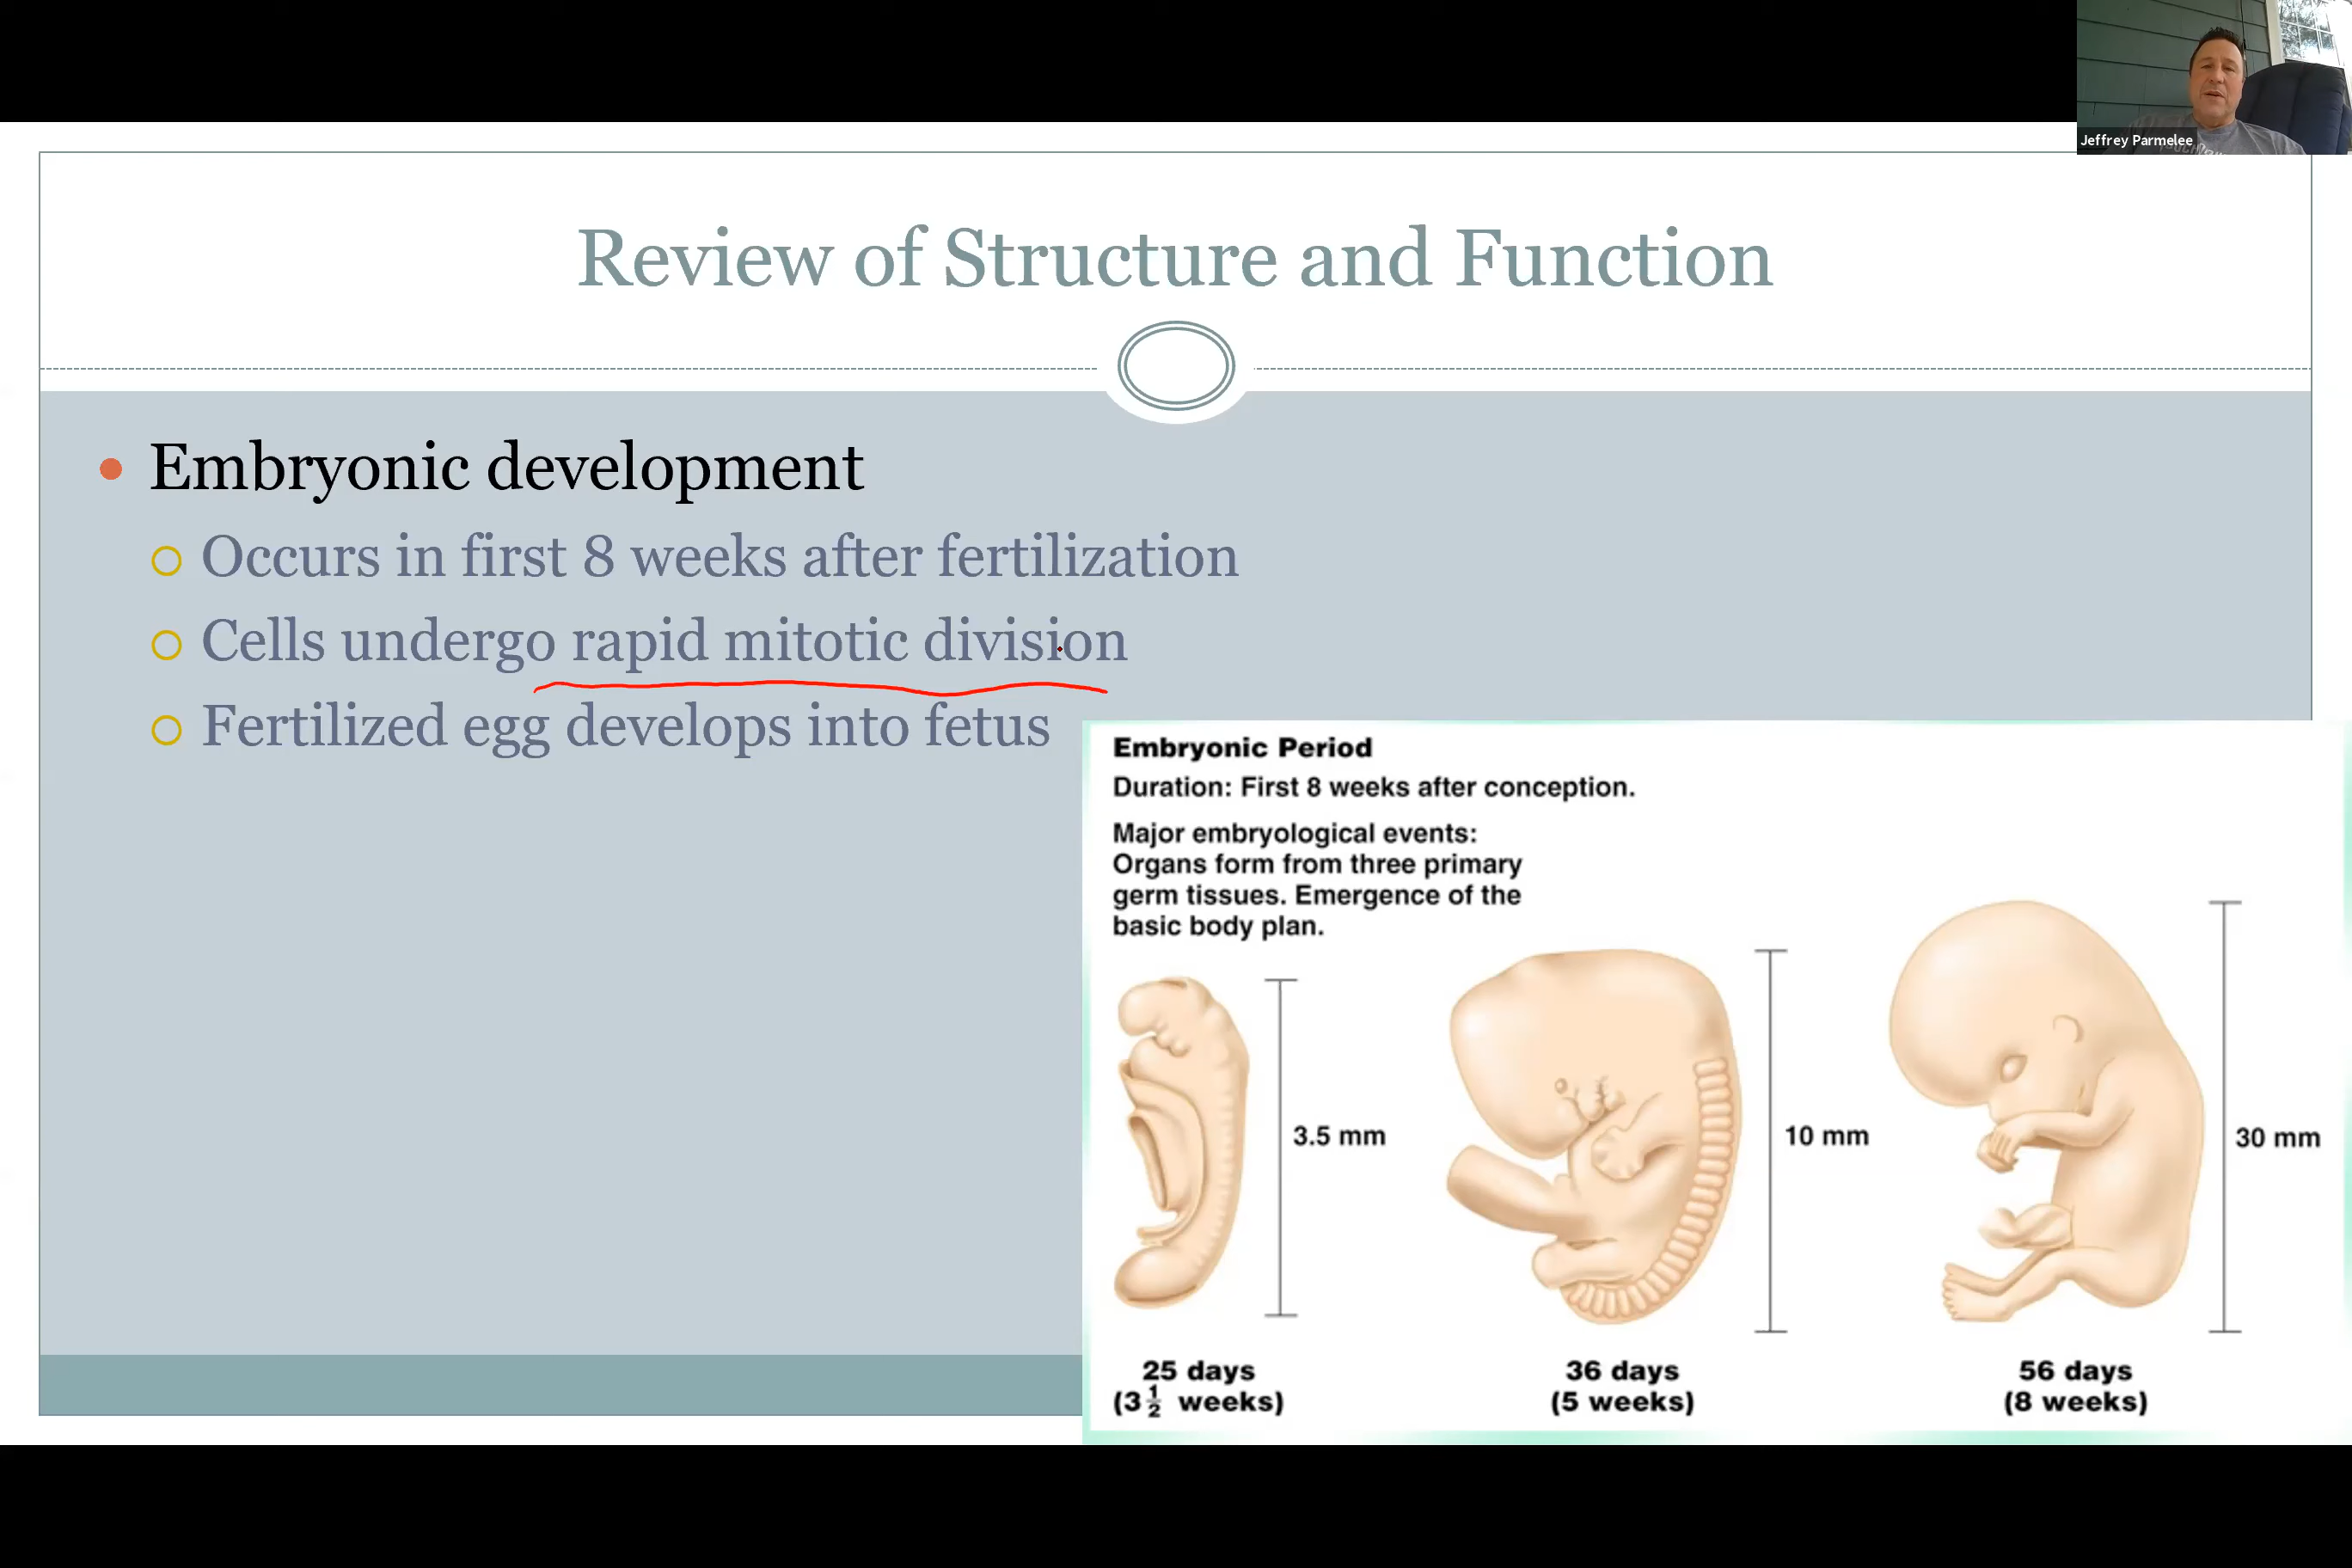 Jeffrey Parmelee
Review of Structure and Function
Embryonic development
Occurs in first 8 weeks after fertilization
Cells undergo rapid mitotic division
Fertilized egg develops into fetus
Embryonic Period
Duration: First 8 weeks after conception.
Major embryological events:
Organs form from three primary
germ tissues. Emergence of the
basic body plan.
3.5 mm
10 mm
30 mm
25 days
(3 1/2 weeks)
36 days
(5 weeks)
56 days
(8 weeks)